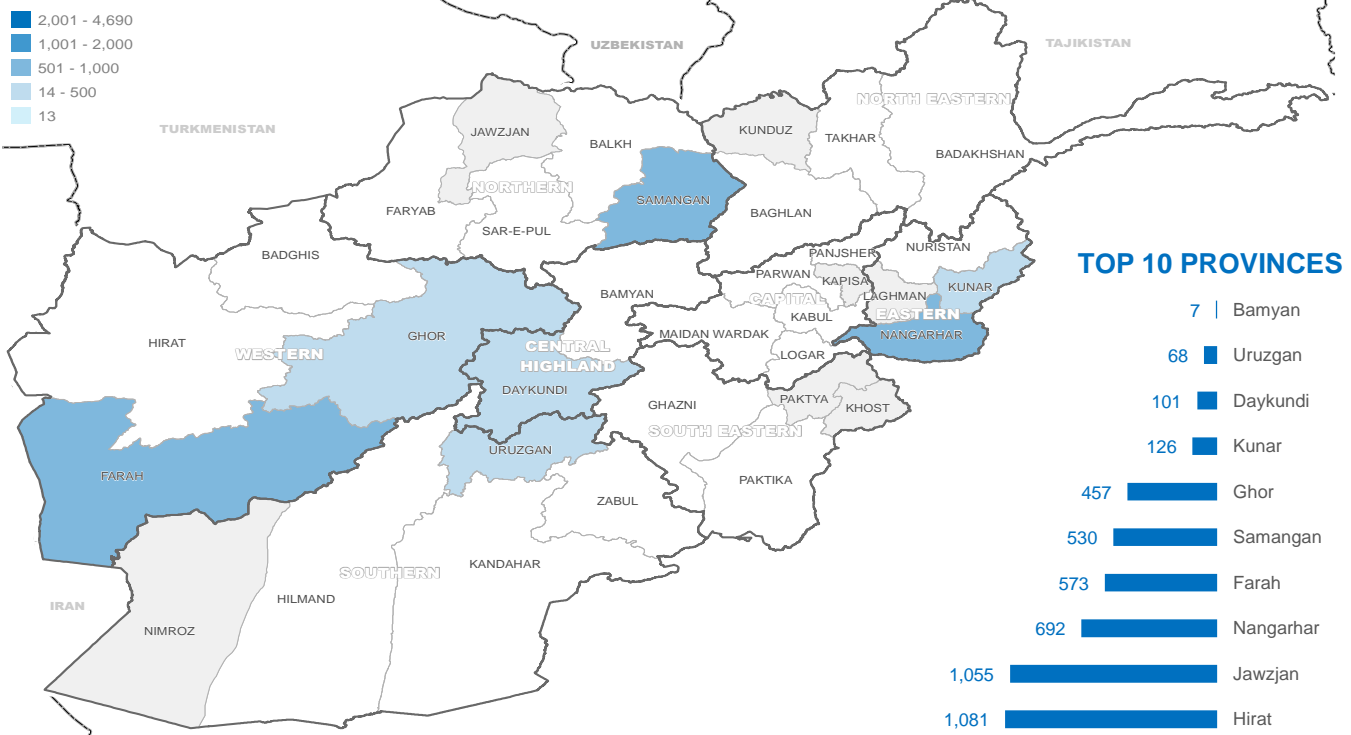 2,001 - 4,690
1,001 - 2,000
501 - 1,000
14 - 500
13
UZBEKISTAN
TAJIKISTAN
TURKMENISTAN
NORTH EASTERN
JAWZJAN
KUNDUZ
TAKHAR
BALKH
BADAKHSHAN
NORTHERN
SAMANGAN
FARYAB
BAGHLAN
SAR-E-PUL
NURISTAN
BADGHIS
PANJSHER
PARWAN
KAPISA
KUNAR
LAGHMAN
BAMYAN
CAPITAL
KABUL
EASTERN
GHOR
MAIDAN WARDAK
NANGARHAR
HIRAT
WESTERN
CENTRAL
HIGHLAND
LOGAR
DAYKUNDI
PAKTYA
GHAZNI
KHOST
SOUTH EASTERN
URUZGAN
FARAH
PAKTIKA
ZABUL
KANDAHAR
SOUTHERN
HILMAND
IRAN
NIMROZ
TOP 10 PROVINCES
7 Bamyan
68 Uruzgan
101 Daykundi
126 Kunar
457 Ghor
530 Samangan
573 Farah
692 Nangarhar
1,055 Jawzjan
1,081 Hirat